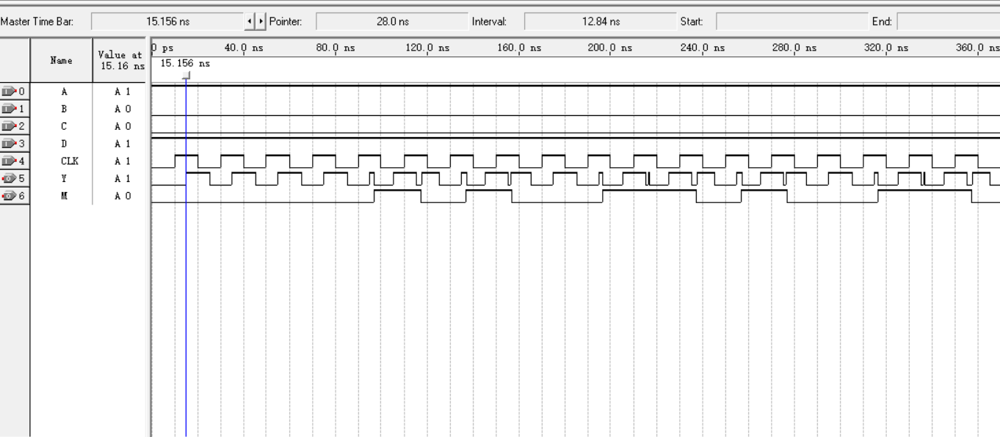 Master Time Bar: 15.156 ns Pointer: 28.0 ns Interval: 12.84 ns Start: End:
Name Value at 15.16 ns
0 ps 40.0 ns 80.0 ns 120.0 ns 160.0 ns 200.0 ns 240.0 ns 280.0 ns 320.0 ns 360.0 ns
15.156 ns
0 A A 1
1 B A 0
2 C A 0
3 D A 1
4 CLK A 1
5 Y A 1
6 M A 0